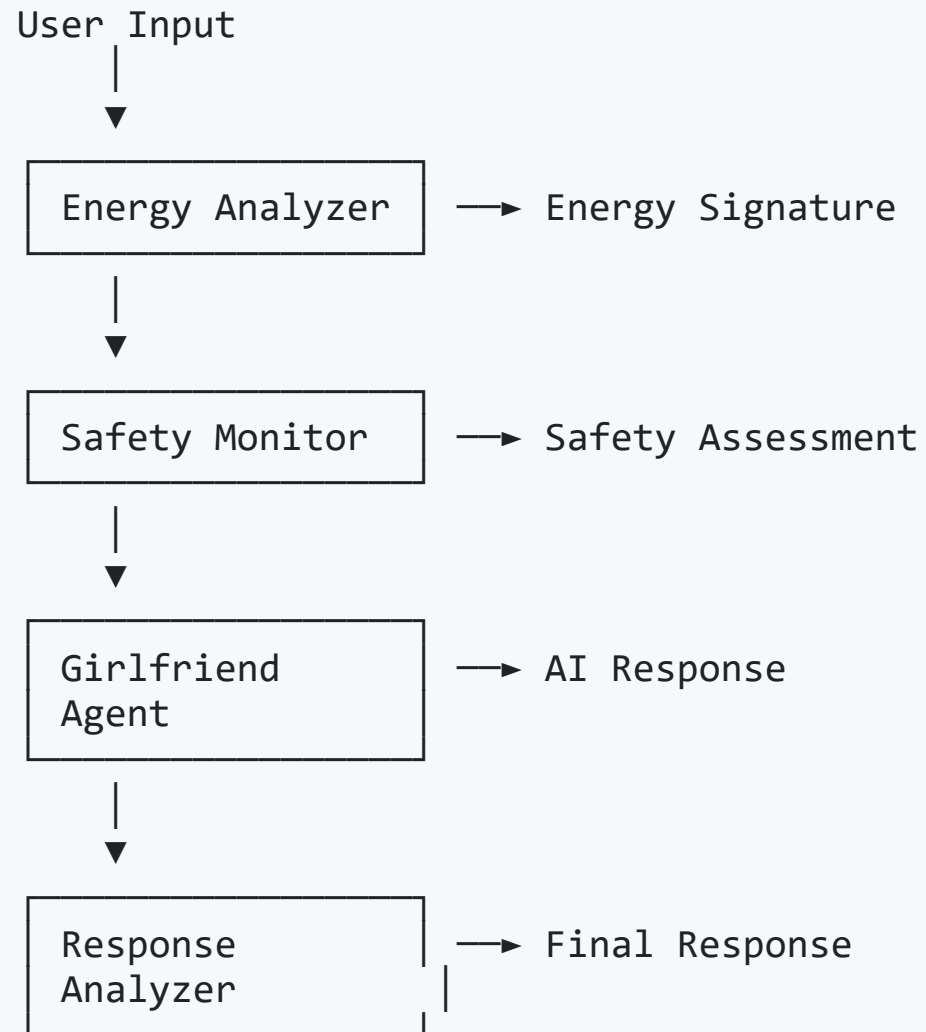 User Input
Energy Analyzer Energy Signature
Safety Monitor Safety Assessment
Girlfriend AI Response
Agent
Response Final Response
Analyzer